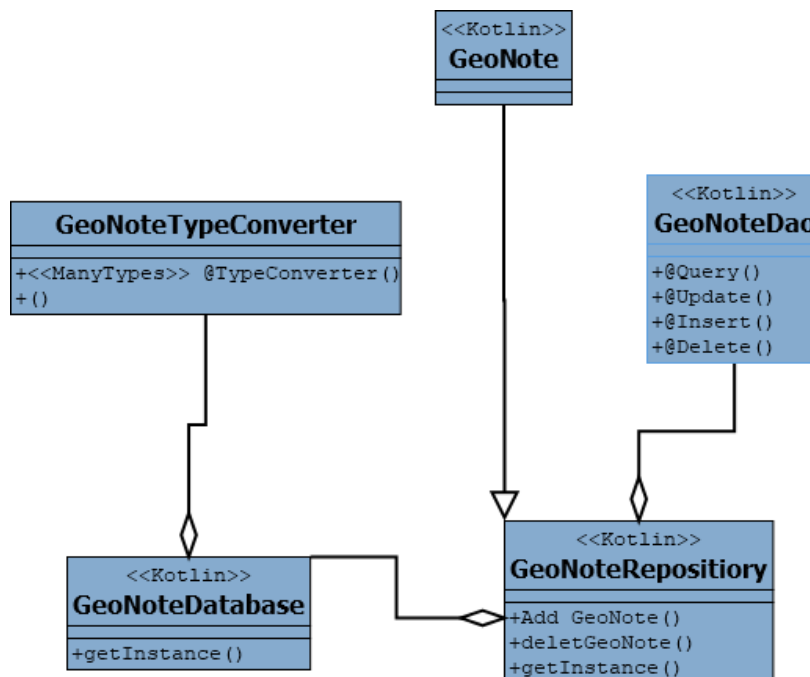 <<Kotlin>>
GeoNote
GeoNoteTypeConverter
+<<ManyTypes>> @TypeConverter()
+()
<<Kotlin>>
GeoNoteDao
+@Query()
+@Update()
+@Insert()
+@Delete()
<<Kotlin>>
GeoNoteDatabase
+getInstance()
<<Kotlin>>
GeoNoteRepositiory
+Add GeoNote()
+deletGeoNote()
+getInstance()